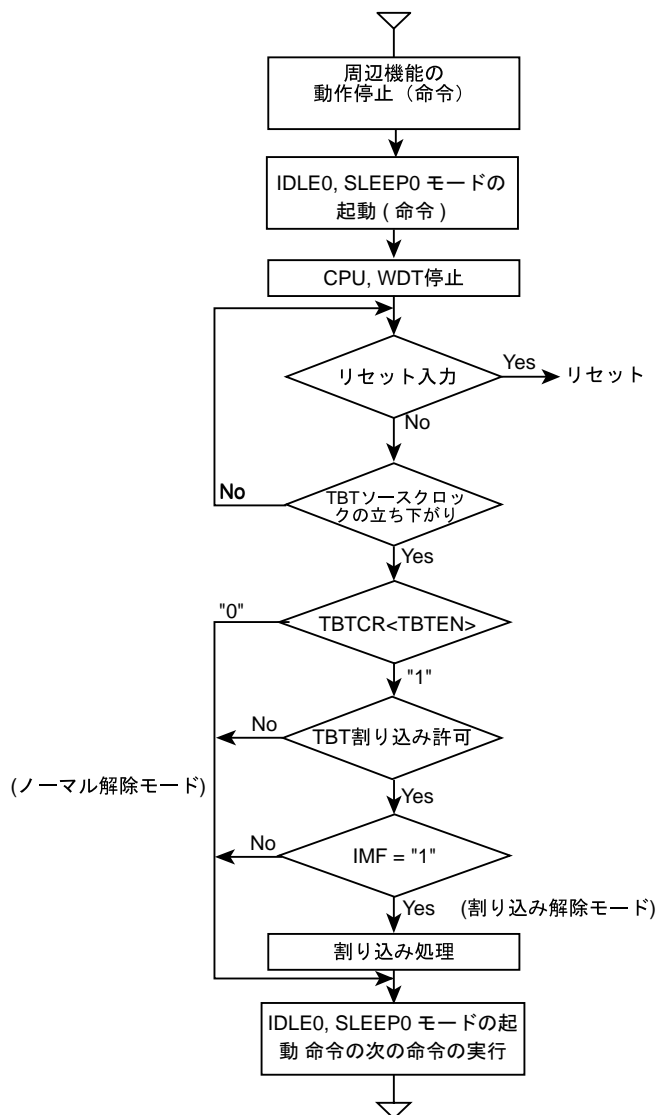 周辺機能の
動作停止（命令）
IDLE0, SLEEP0 モードの
起動 ( 命令 )
CPU, WDT停止
リセット入力
Yes
リセット
No
TBTソースクロッ
クの立ち下がり
No
Yes
TBTCR<TBTEN>
"0"
"1"
TBT割り込み許可
No
(ノーマル解除モード)
Yes
IMF = "1"
No
Yes
(割り込み解除モード)
割り込み処理
IDLE0, SLEEP0 モードの起
動 命令の次の命令の実行